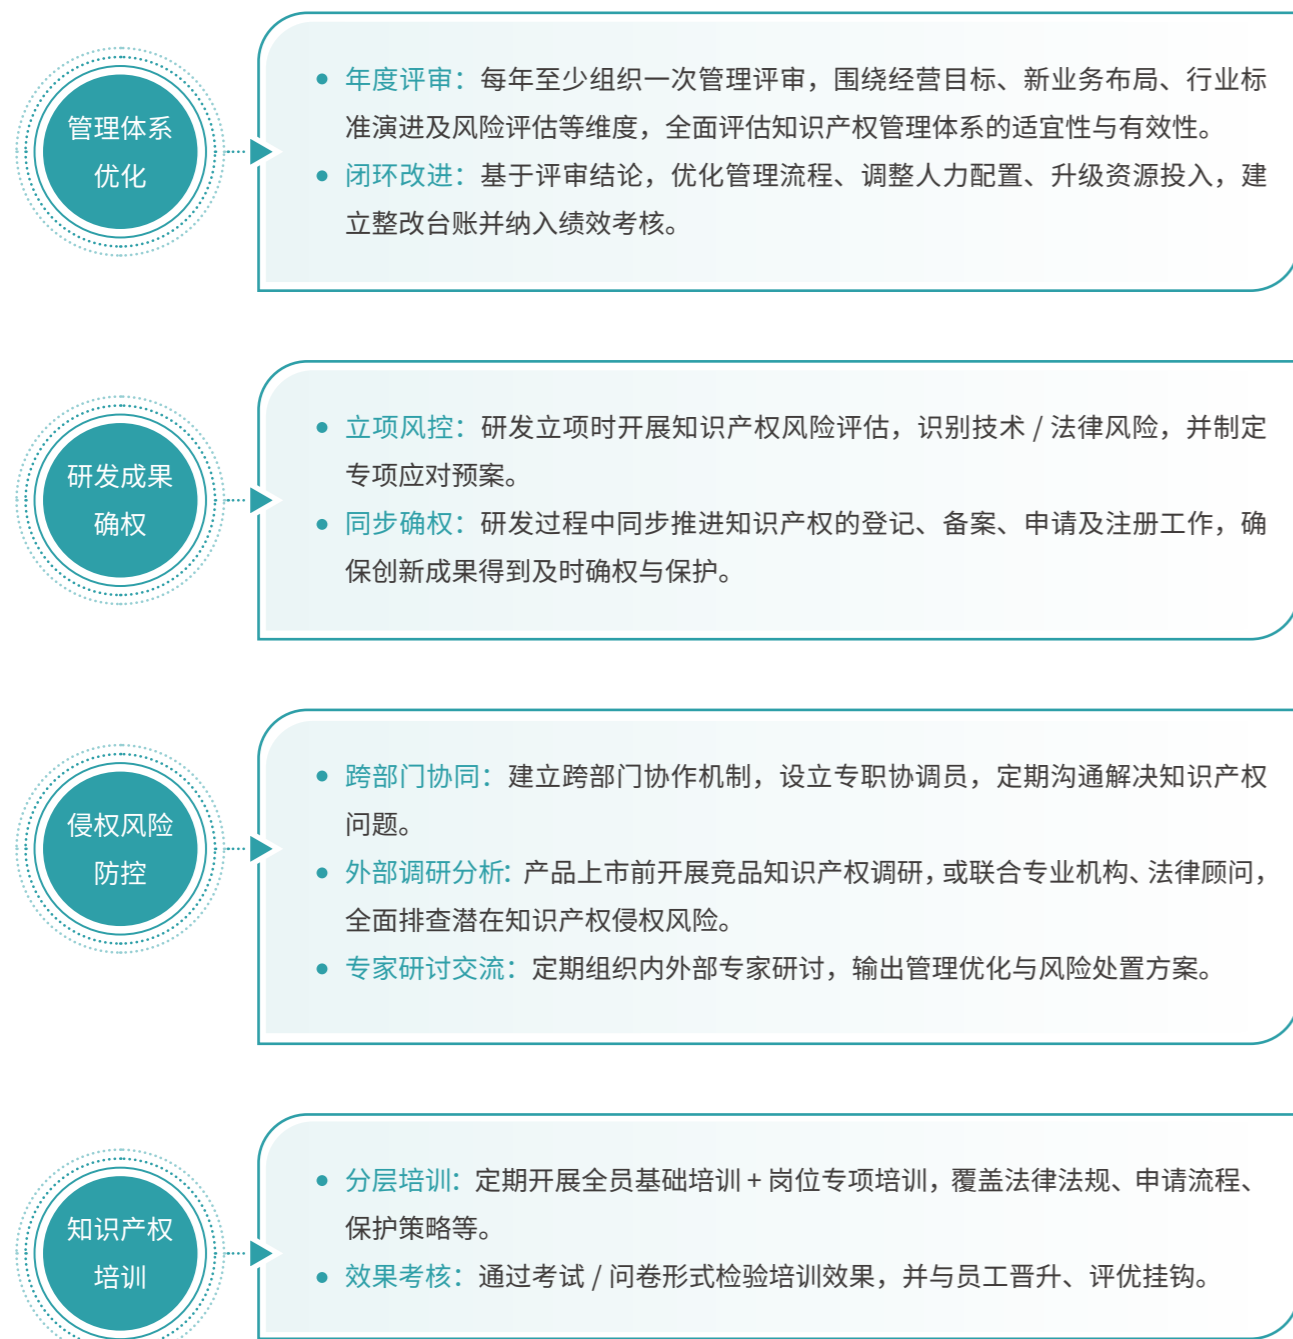 管理体系
优化
年度评审：每年至少组织一次管理评审，围绕经营目标、新业务布局、行业标
准演进及风险评估等维度，全面评估知识产权管理体系的适宜性与有效性。
闭环改进：基于评审结论，优化管理流程、调整人力配置、升级资源投入，建
立整改台账并纳入绩效考核。
研发成果
确权
立项风控：研发立项时开展知识产权风险评估，识别技术 / 法律风险，并制定
专项应对预案。
同步确权：研发过程中同步推进知识产权的登记、备案、申请及注册工作，确
保创新成果得到及时确权与保护。
侵权风险
防控
跨部门协同：建立跨部门协作机制，设立专职协调员，定期沟通解决知识产权
问题。
外部调研分析：产品上市前开展竞品知识产权调研，或联合专业机构、法律顾问，
全面排查潜在知识产权侵权风险。
专家研讨交流：定期组织内外部专家研讨，输出管理优化与风险处置方案。
知识产权
培训
分层培训：定期开展全员基础培训 + 岗位专项培训，覆盖法律法规、申请流程、
保护策略等。
效果考核：通过考试 / 问卷形式检验培训效果，并与员工晋升、评优挂钩。